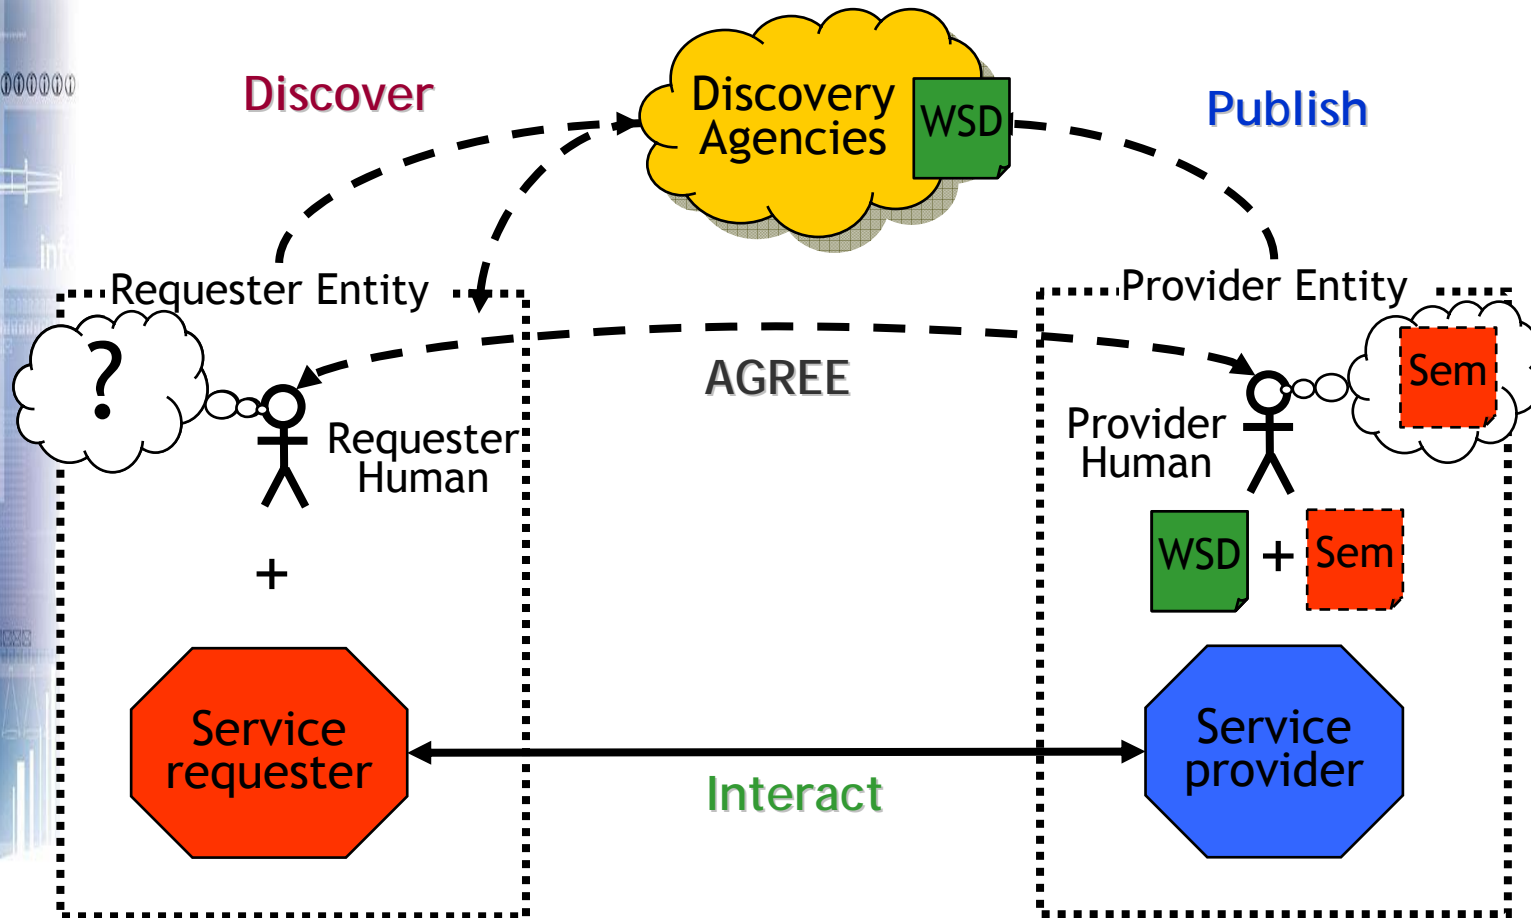 Discover
Discovery
Agencies
WSD
Publish
Requester Entity
Provider Entity
?
AGREE
Sem
Requester
Human
Provider
Human
+
WSD + Sem
Service
requester
Service
provider
Interact